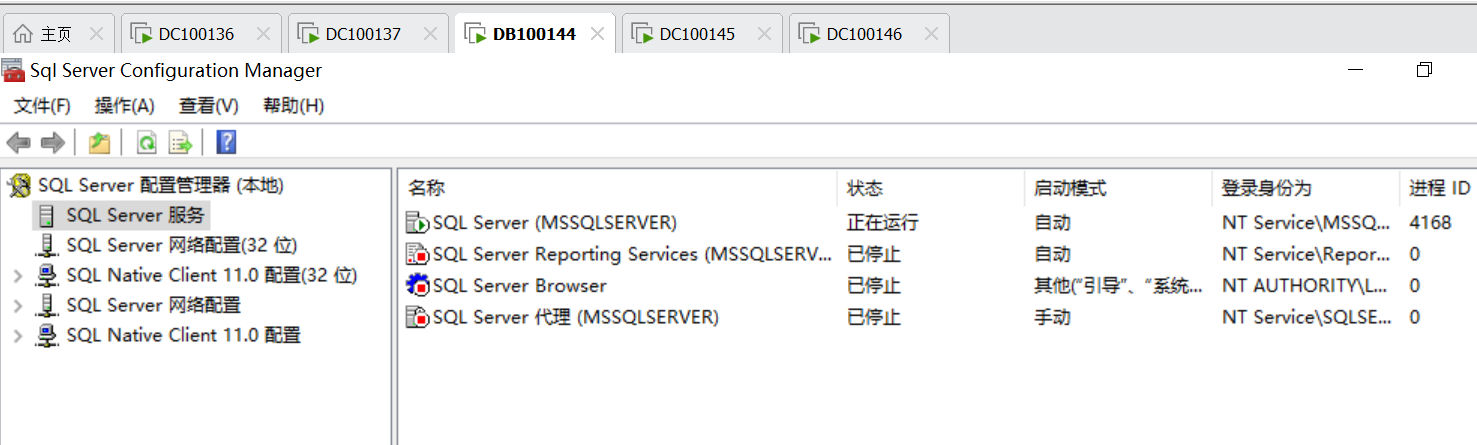 主页 DC100136 DC100137 DB100144 DC100145 DC100146
Sql Server Configuration Manager
文件(F) 操作(A) 查看(V) 帮助(H)
SQL Server 配置管理器 (本地)
SQL Server 服务
SQL Server 网络配置(32 位)
SQL Native Client 11.0 配置(32 位)
SQL Server 网络配置
SQL Native Client 11.0 配置
名称 状态 启动模式 登录身份为 进程 ID
SQL Server (MSSQLSERVER) 正在运行 自动 NT Service\MSSQ... 4168
SQL Server Reporting Services (MSSQLSERV... 已停止 自动 NT Service\Repor... 0
SQL Server Browser 已停止 其他("引导"、"系统... NT AUTHORITY\L... 0
SQL Server 代理 (MSSQLSERVER) 已停止 手动 NT Service\SQLSE... 0